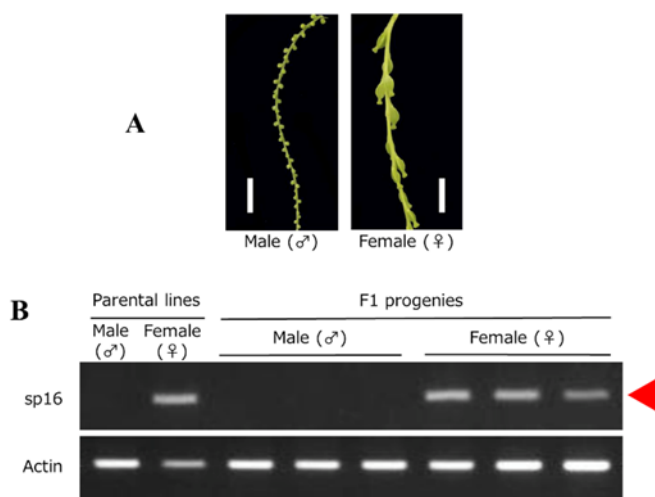 A
Male (♂) Female (♀)
B
Parental lines F1 progenies
Male Female
(♂) (♀) Male (♂) Female (♀)
sp16
Actin